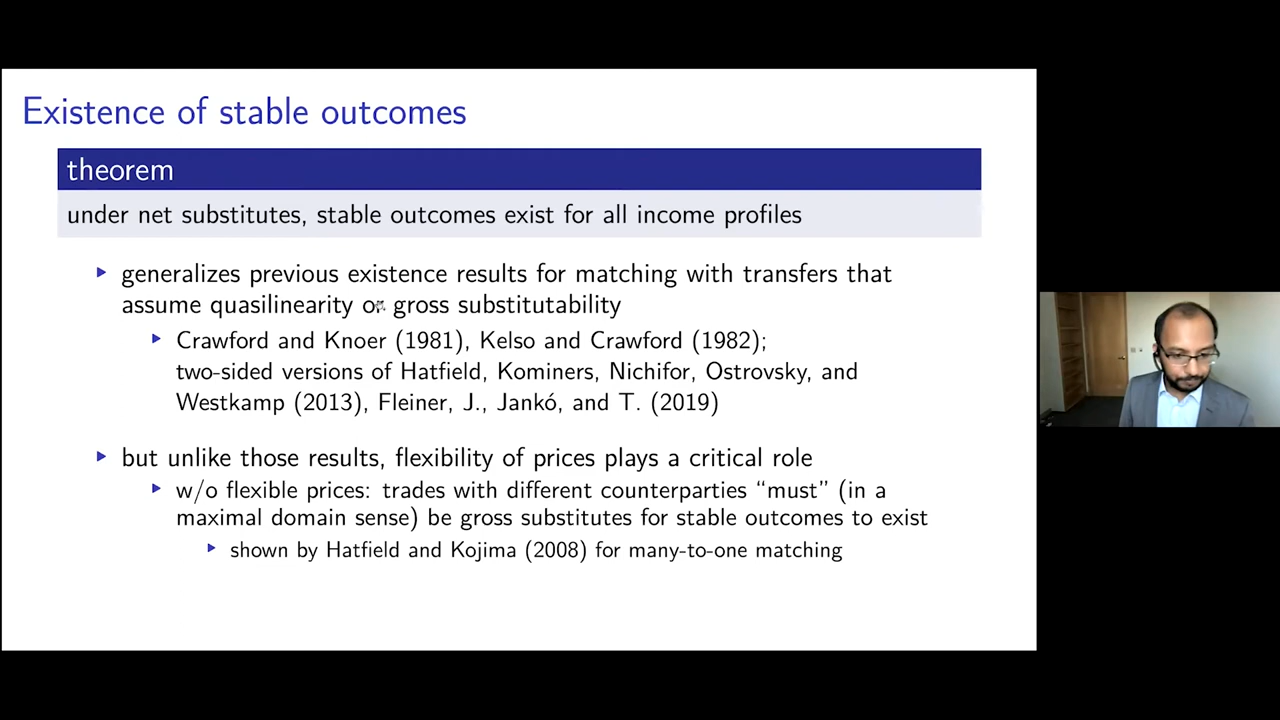 Existence of stable outcomes
theorem
under net substitutes, stable outcomes exist for all income profiles
generalizes previous existence results for matching with transfers that
assume quasilinearity or gross substitutability
Crawford and Knoer (1981), Kelso and Crawford (1982);
two-sided versions of Hatfield, Kominers, Nichifor, Ostrovsky, and
Westkamp (2013), Fleiner, J., Jankó, and T. (2019)
but unlike those results, flexibility of prices plays a critical role
w/o flexible prices: trades with different counterparties “must” (in a
maximal domain sense) be gross substitutes for stable outcomes to exist
shown by Hatfield and Kojima (2008) for many-to-one matching